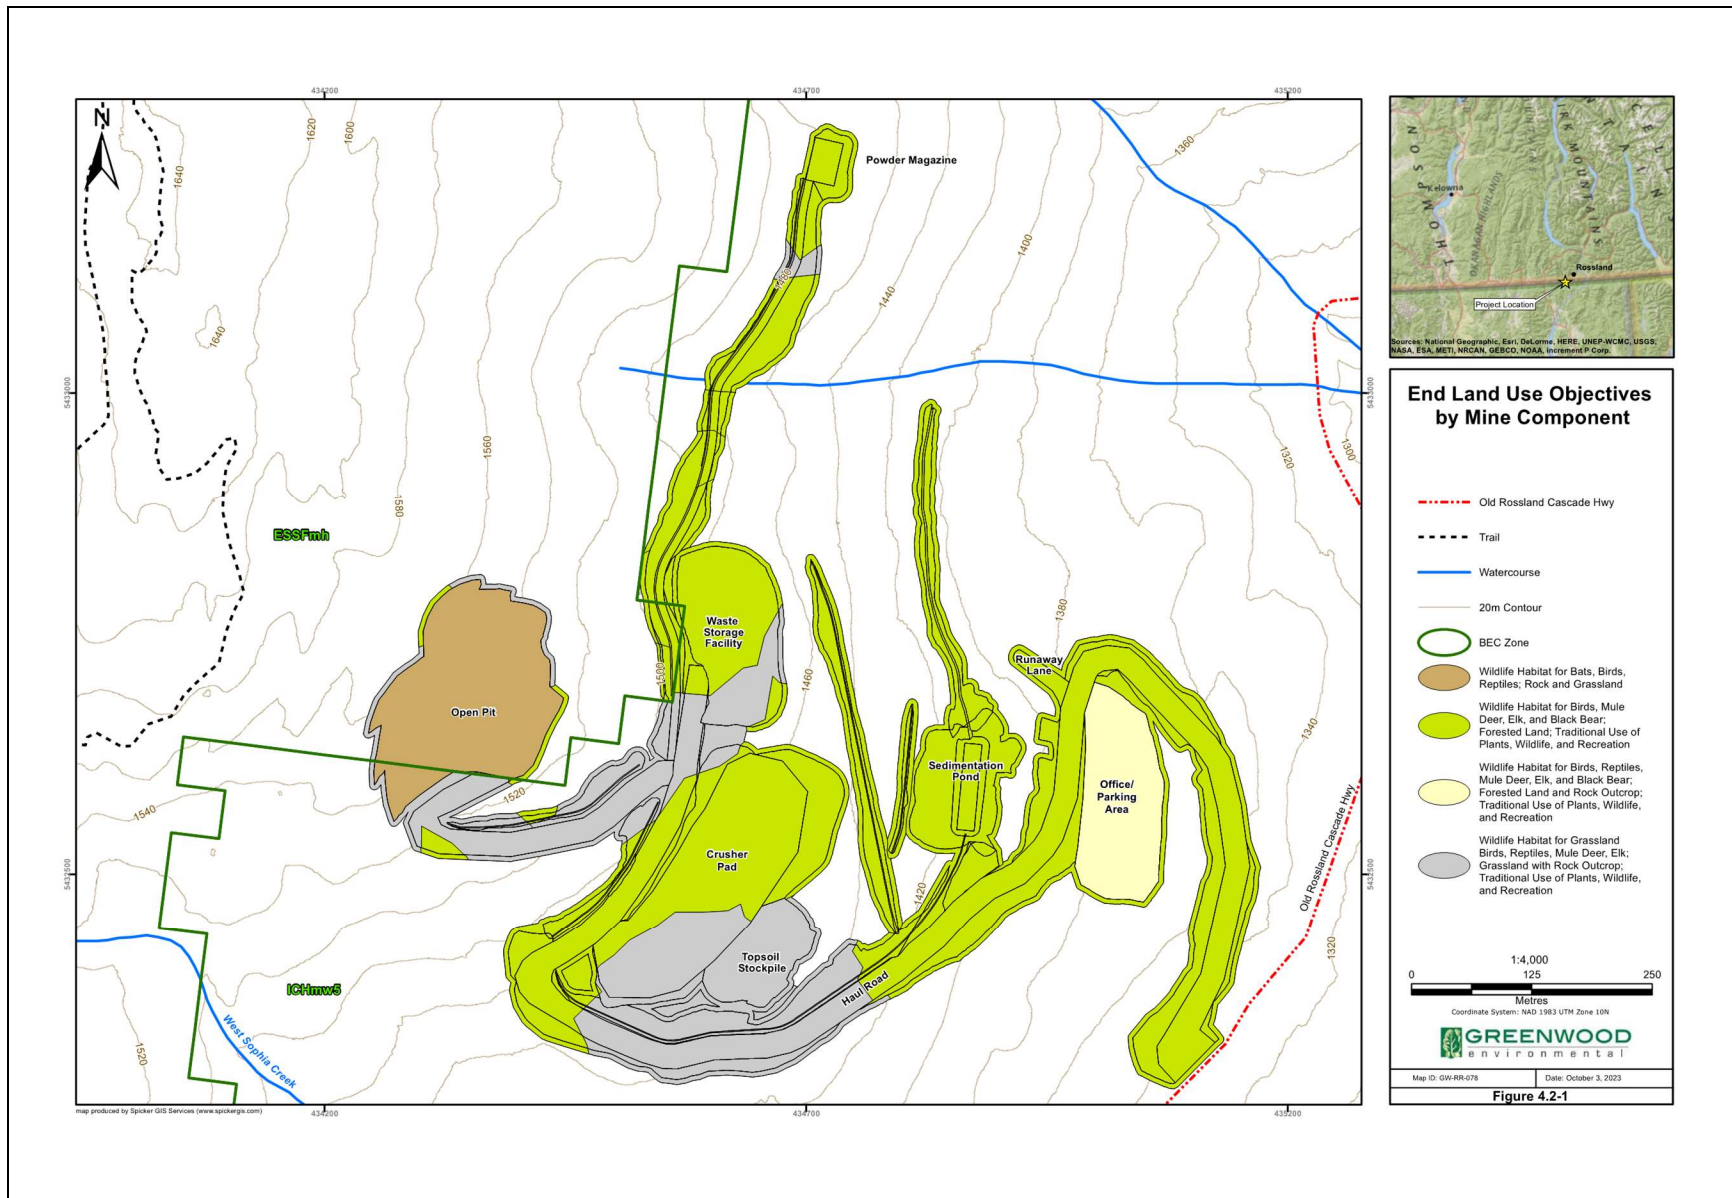 434200
434700
435200
N
1620
1600
1640
1360
Powder Magazine
1400
1480
1440
1640
5433000
5433000
1300
1320
1560
1580
ESSFmh
1380
Waste
Storage
Facility
Runaway
Lane
1500
1460
Open Pit
1340
Sedimentation
Pond
Office/
Parking
Area
1520
1540
Crusher
Pad
5432500
5432500
1420
Old Rossland Cascade Hwy
1320
Topsoil
Stockpile
Haul Road
ICHmw5
West Sophia Creek
1520
map produced by Spicker GIS Services (www.spickergis.com)
434200
434700
435200
Kelowna
OKANAGAN HIGHLANDS
Rossland
Project Location
Sources: National Geographic, Esri, DeLorme, HERE, UNEP-WCMC, USGS,
NASA, ESA, METI, NRCAN, GEBCO, NOAA, increment P Corp.
End Land Use Objectives
by Mine Component
Old Rossland Cascade Hwy
Trail
Watercourse
20m Contour
BEC Zone
Wildlife Habitat for Bats, Birds,
Reptiles; Rock and Grassland
Wildlife Habitat for Birds, Mule
Deer, Elk, and Black Bear;
Forested Land; Traditional Use of
Plants, Wildlife, and Recreation
Wildlife Habitat for Birds, Reptiles,
Mule Deer, Elk, and Black Bear;
Forested Land and Rock Outcrop;
Traditional Use of Plants, Wildlife,
and Recreation
Wildlife Habitat for Grassland
Birds, Reptiles, Mule Deer, Elk;
Grassland with Rock Outcrop;
Traditional Use of Plants, Wildlife,
and Recreation
1:4,000
0 125 250
Metres
Coordinate System: NAD 1983 UTM Zone 10N
GREENWOOD
environmental
Map ID: GW-RR-078
Date: October 3, 2023
Figure 4.2-1